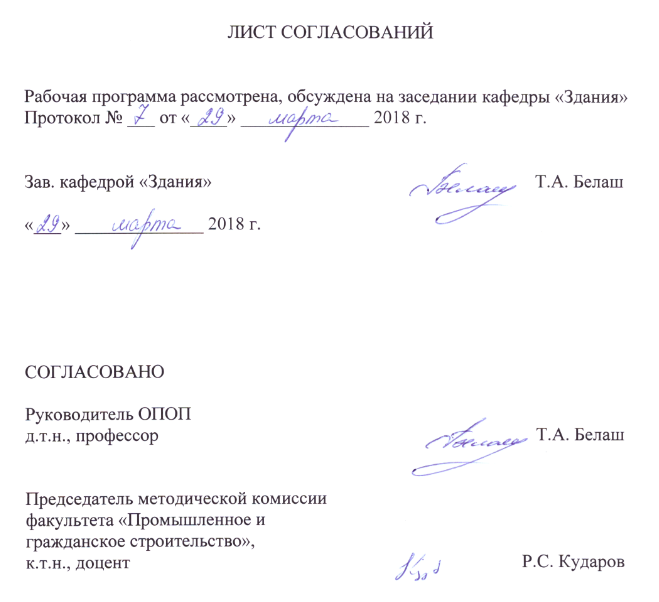 ЛИСТ СОГЛАСОВАНИЙ
Рабочая программа рассмотрена, обсуждена на заседании кафедры «Здания»
Протокол № 7 от «29» марта 2018 г.
Зав. кафедрой «Здания» Т.А. Белаш
«29» марта 2018 г.
СОГЛАСОВАНО
Руководитель ОПОП
д.т.н., профессор Т.А. Белаш
Председатель методической комиссии
факультета «Промышленное и
гражданское строительство»,
к.т.н., доцент Р.С. Кударов